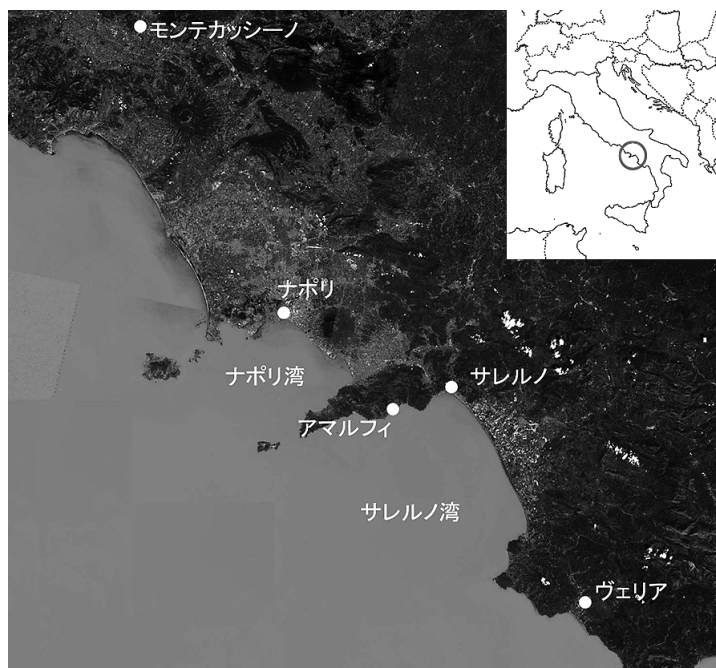 モンテカッシーノ
ナポリ
ナポリ湾
サレルノ
アマルフィ
サレルノ湾
ヴェリア